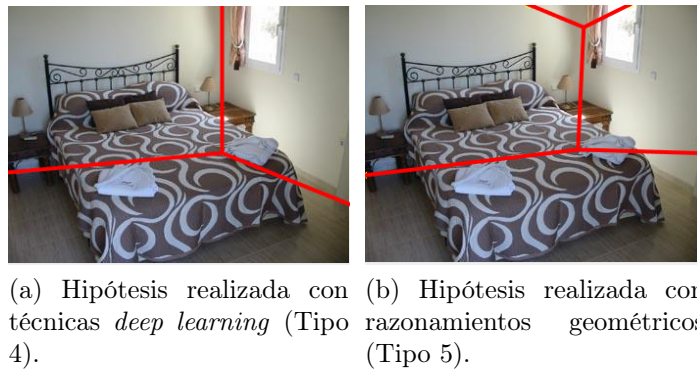 (a) Hipótesis realizada con
técnicas deep learning (Tipo
4).
(b) Hipótesis realizada con
razonamientos geométricos
(Tipo 5).